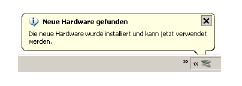 Neue Hardware gefunden
Die neue Hardware wurde installiert und kann jetzt verwendet
werden.